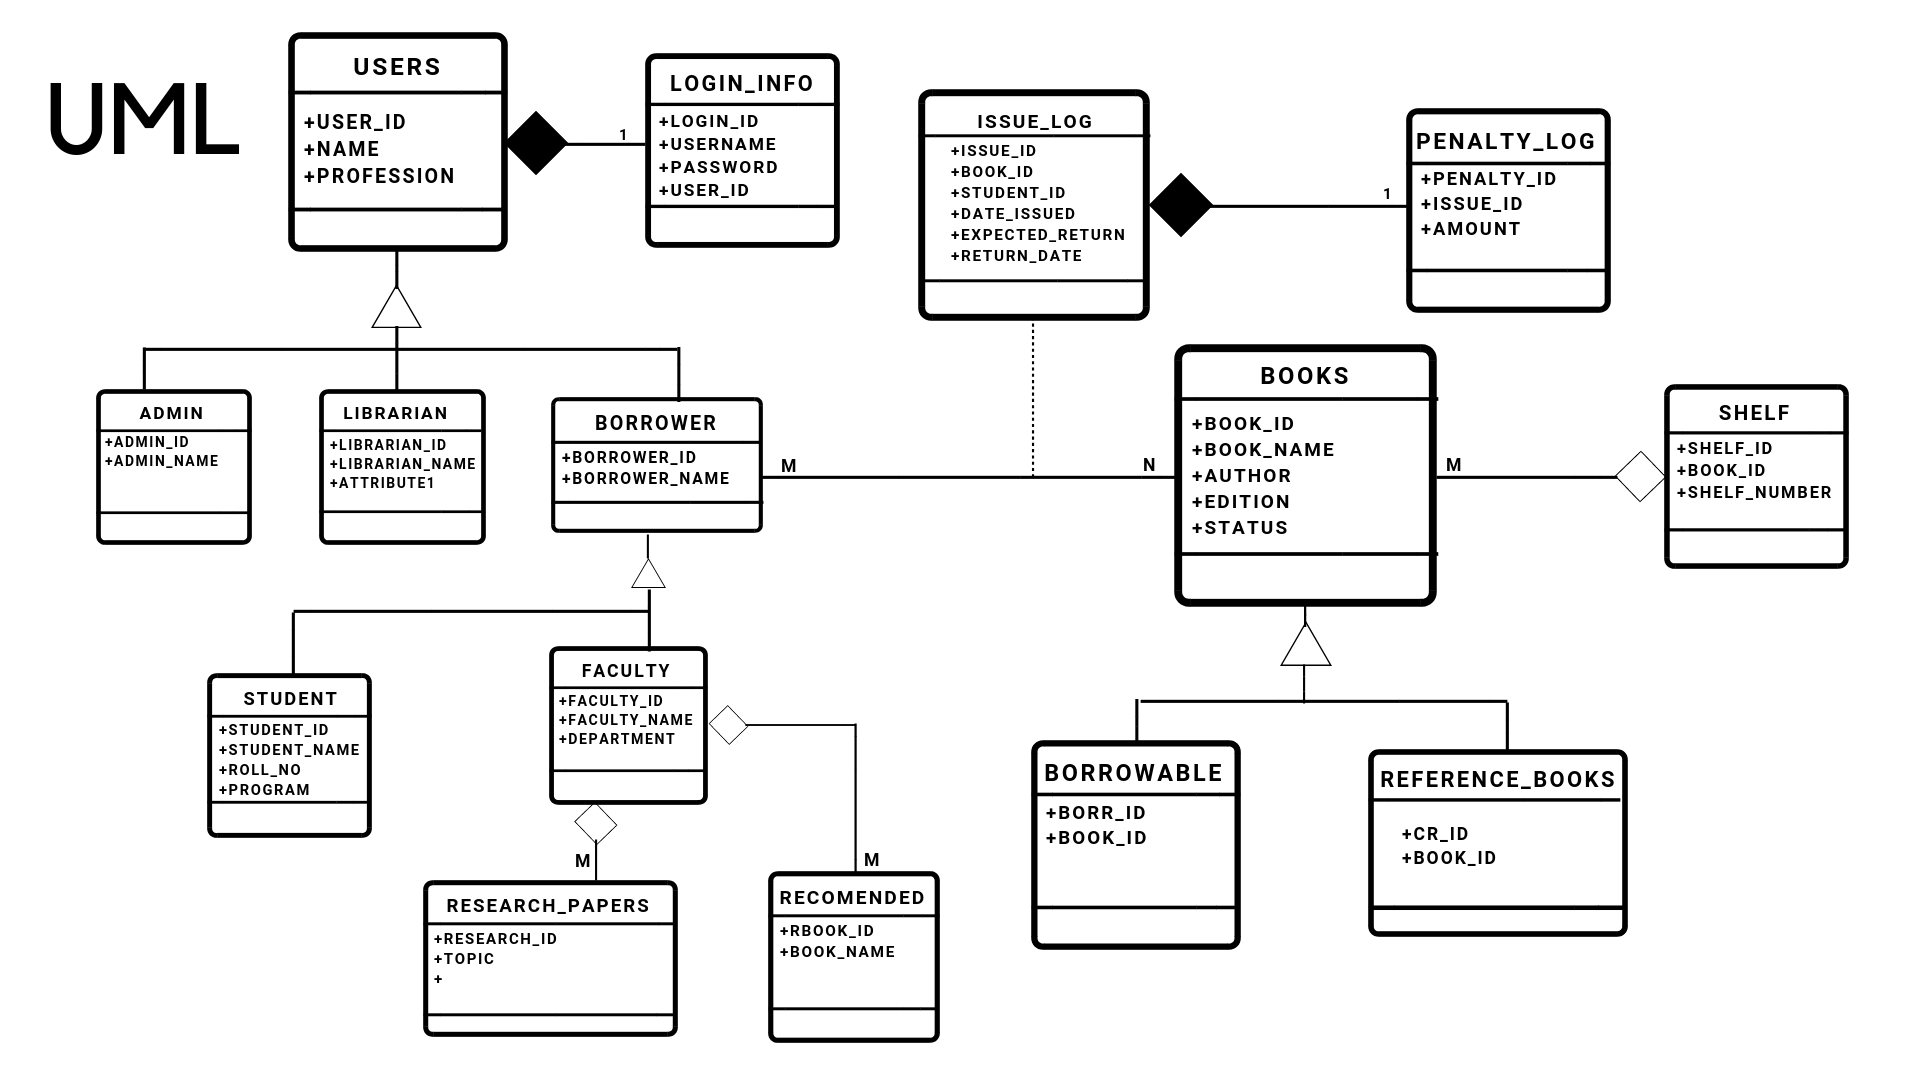 UML
USERS
+USER_ID
+NAME
+PROFESSION
1
LOGIN_INFO
+LOGIN_ID
+USERNAME
+PASSWORD
+USER_ID
ISSUE_LOG
+ISSUE_ID
+BOOK_ID
+STUDENT_ID
+DATE_ISSUED
+EXPECTED_RETURN
+RETURN_DATE
1
PENALTY_LOG
+PENALTY_ID
+ISSUE_ID
+AMOUNT
ADMIN
+ADMIN_ID
+ADMIN_NAME
LIBRARIAN
+LIBRARIAN_ID
+LIBRARIAN_NAME
+ATTRIBUTE1
BORROWER
+BORROWER_ID
+BORROWER_NAME
M
N
BOOKS
+BOOK_ID
+BOOK_NAME
+AUTHOR
+EDITION
+STATUS
M
SHELF
+SHELF_ID
+BOOK_ID
+SHELF_NUMBER
STUDENT
+STUDENT_ID
+STUDENT_NAME
+ROLL_NO
+PROGRAM
FACULTY
+FACULTY_ID
+FACULTY_NAME
+DEPARTMENT
M
M
RESEARCH_PAPERS
+RESEARCH_ID
+TOPIC
+
RECOMENDED
+RBOOK_ID
+BOOK_NAME
BORROWABLE
+BORR_ID
+BOOK_ID
REFERENCE_BOOKS
+CR_ID
+BOOK_ID